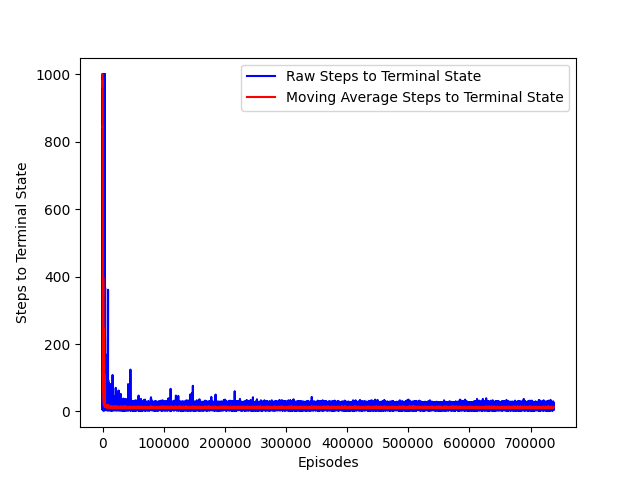 Raw Steps to Terminal State
Moving Average Steps to Terminal State
Steps to Terminal State
1000
800
600
400
200
0
0 100000 200000 300000 400000 500000 600000 700000
Episodes